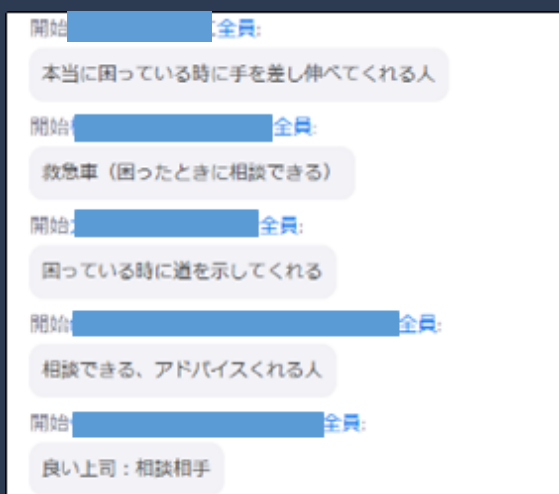 開始 に全員:
本当に困っている時に手を差し伸べてくれる人
開始 全員:
救急車（困ったときに相談できる）
開始 全員:
困っている時に道を示してくれる
開始 全員:
相談できる、アドバイスくれる人
開始 全員:
良い上司：相談相手